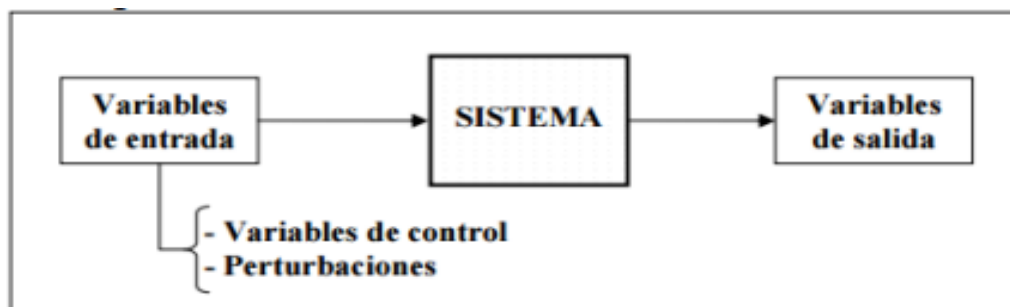 Variables
de entrada
SISTEMA
Variables
de salida
- Variables de control
- Perturbaciones